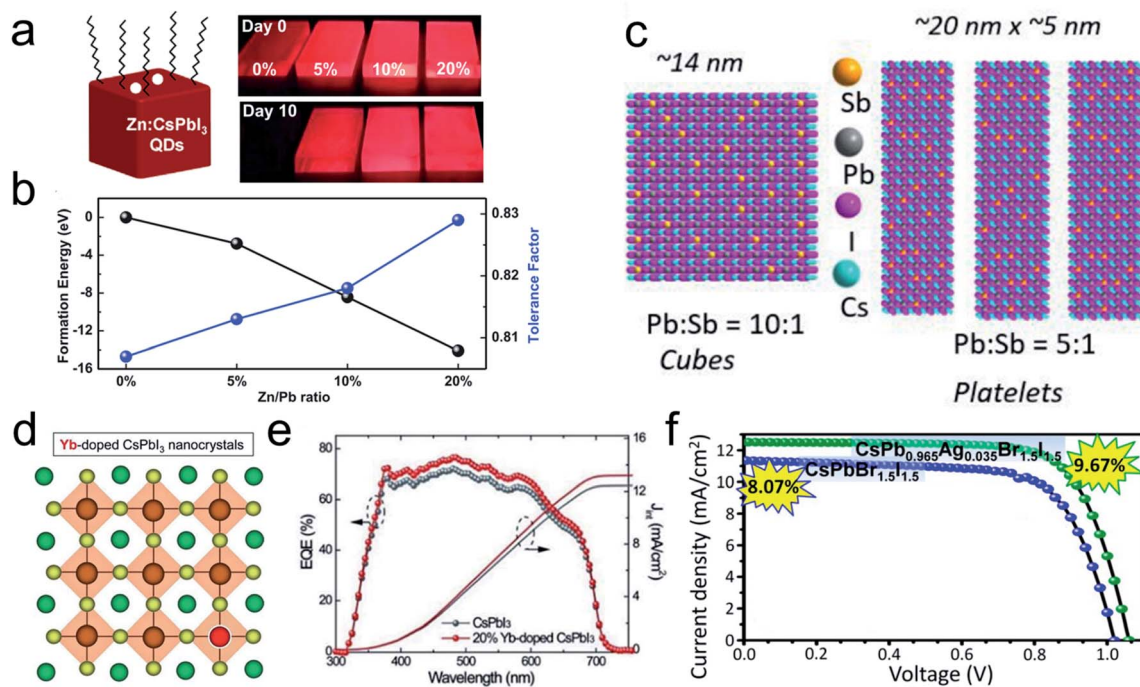 a
Zn:CsPbI₃
QDs
Day 0
0% 5% 10% 20%
Day 10
b
Formation Energy (eV)
0
-4
-8
-12
-16
0% 5% 10% 20%
Zn/Pb ratio
0.83
0.82
0.81
Tolerance Factor
c
~14 nm
~20 nm x ~5 nm
Sb
Pb
I
Cs
Pb:Sb = 10:1
Cubes
Pb:Sb = 5:1
Platelets
d
Yb-doped CsPbI₃ nanocrystals
e
EQE (%)
80
60
40
20
0
300 400 500 600 700
Wavelength (nm)
16
12
8
4
0
J_int (mA/cm²)
CsPbI₃
20% Yb-doped CsPbI₃
f
Current density (mA/cm²)
12
10
8
6
4
2
0
0.0 0.2 0.4 0.6 0.8 1.0
Voltage (V)
CsPb₀.₉₆₅Ag₀.₀₃₅Br₁.₅I₁.₅
CsPbBr₁.₅I₁.₅
8.07%
9.67%